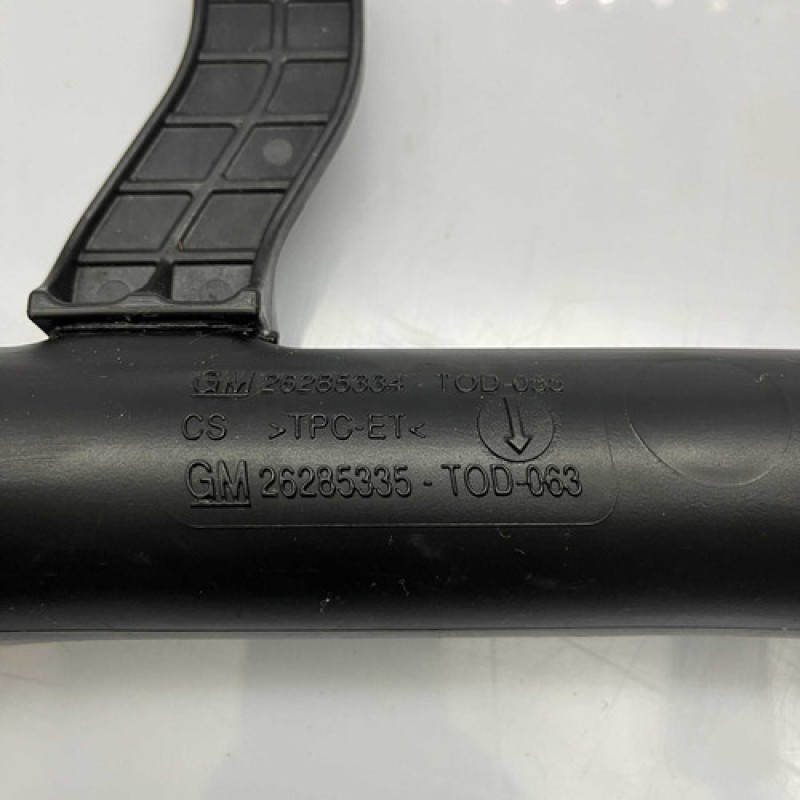 GM 26285334 - TOD-063
CS >TPC-ET<
GM 26285335 - TOD-063